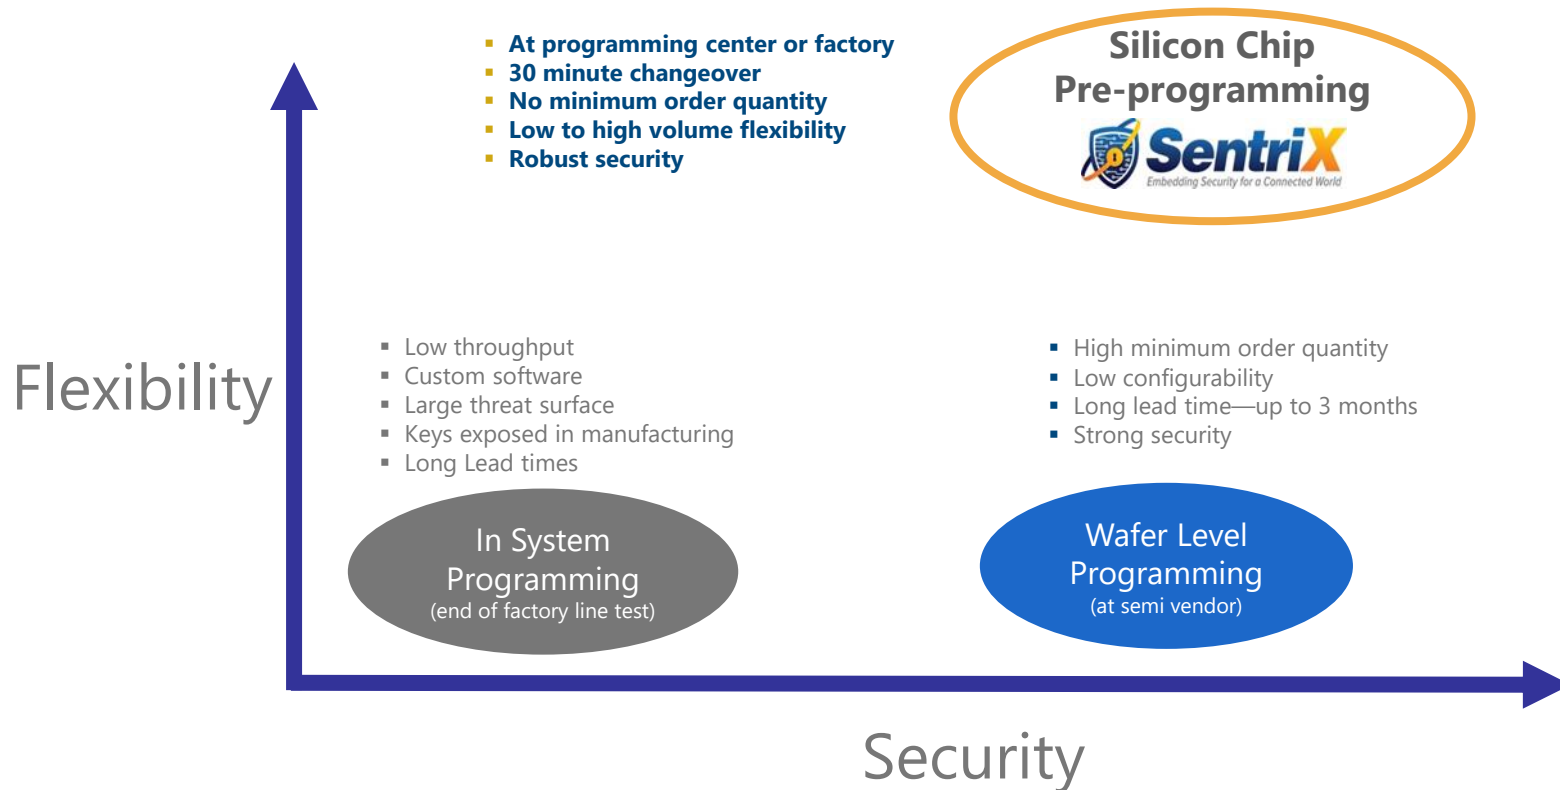 ▪ At programming center or factory
▪ 30 minute changeover
▪ No minimum order quantity
▪ Low to high volume flexibility
▪ Robust security
Silicon Chip
Pre-programming
SentriX
Embedding Security for a Connected World
Flexibility
▪ Low throughput
▪ Custom software
▪ Large threat surface
▪ Keys exposed in manufacturing
▪ Long Lead times
▪ High minimum order quantity
▪ Low configurability
▪ Long lead time—up to 3 months
▪ Strong security
In System
Programming
(end of factory line test)
Wafer Level
Programming
(at semi vendor)
Security